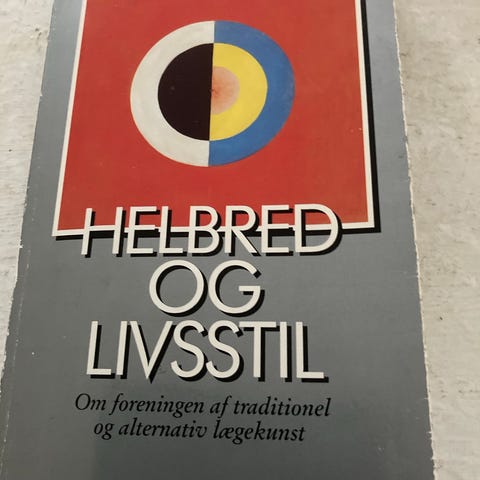 HELBRED
OG
LIVSSTIL
Om foreningen af traditionel
og alternativ lægekunst